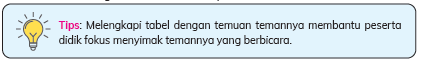 Tips: Melengkapi tabel dengan temuan temannya membantu peserta
didik fokus menyimak temannya yang berbicara.